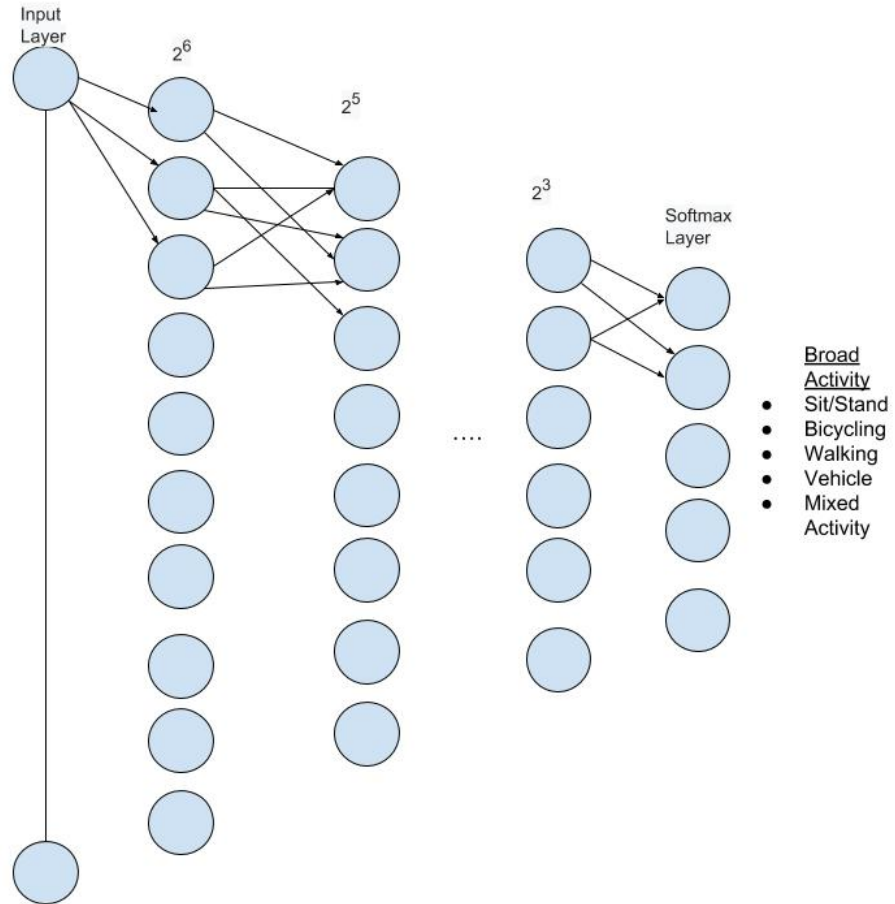 Input
Layer
2^6
2^5
2^3
Softmax
Layer
....
Broad
Activity
● Sit/Stand
● Bicycling
● Walking
● Vehicle
● Mixed
Activity